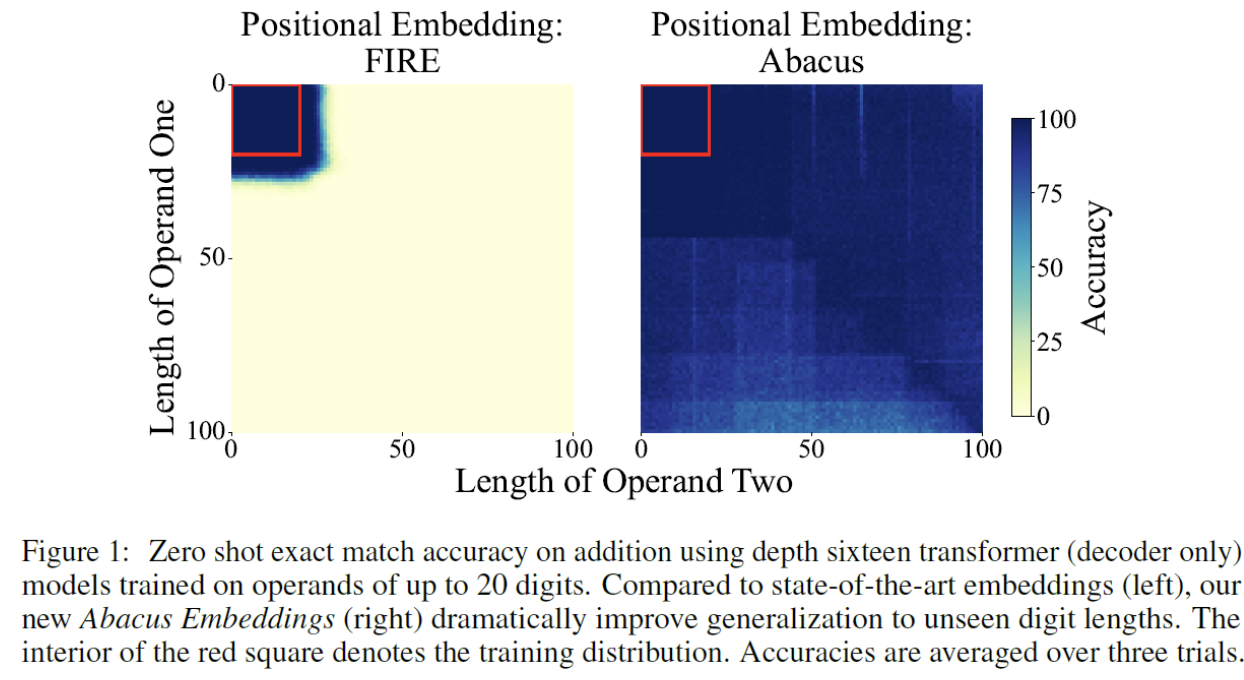 Positional Embedding:
FIRE
Positional Embedding:
Abacus
Length of Operand One
0
50
100
0
50
100
0
50
100
Length of Operand Two
100
75
50
25
0
Accuracy
Figure 1: Zero shot exact match accuracy on addition using depth sixteen transformer (decoder only)
models trained on operands of up to 20 digits. Compared to state-of-the-art embeddings (left), our
new Abacus Embeddings (right) dramatically improve generalization to unseen digit lengths. The
interior of the red square denotes the training distribution. Accuracies are averaged over three trials.